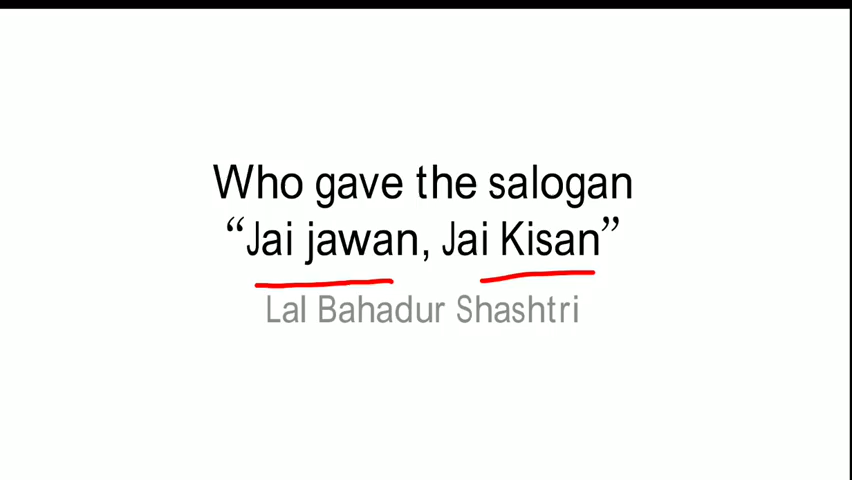 Who gave the salogan
“Jai jawan, Jai Kisan”
Lal Bahadur Shashtri